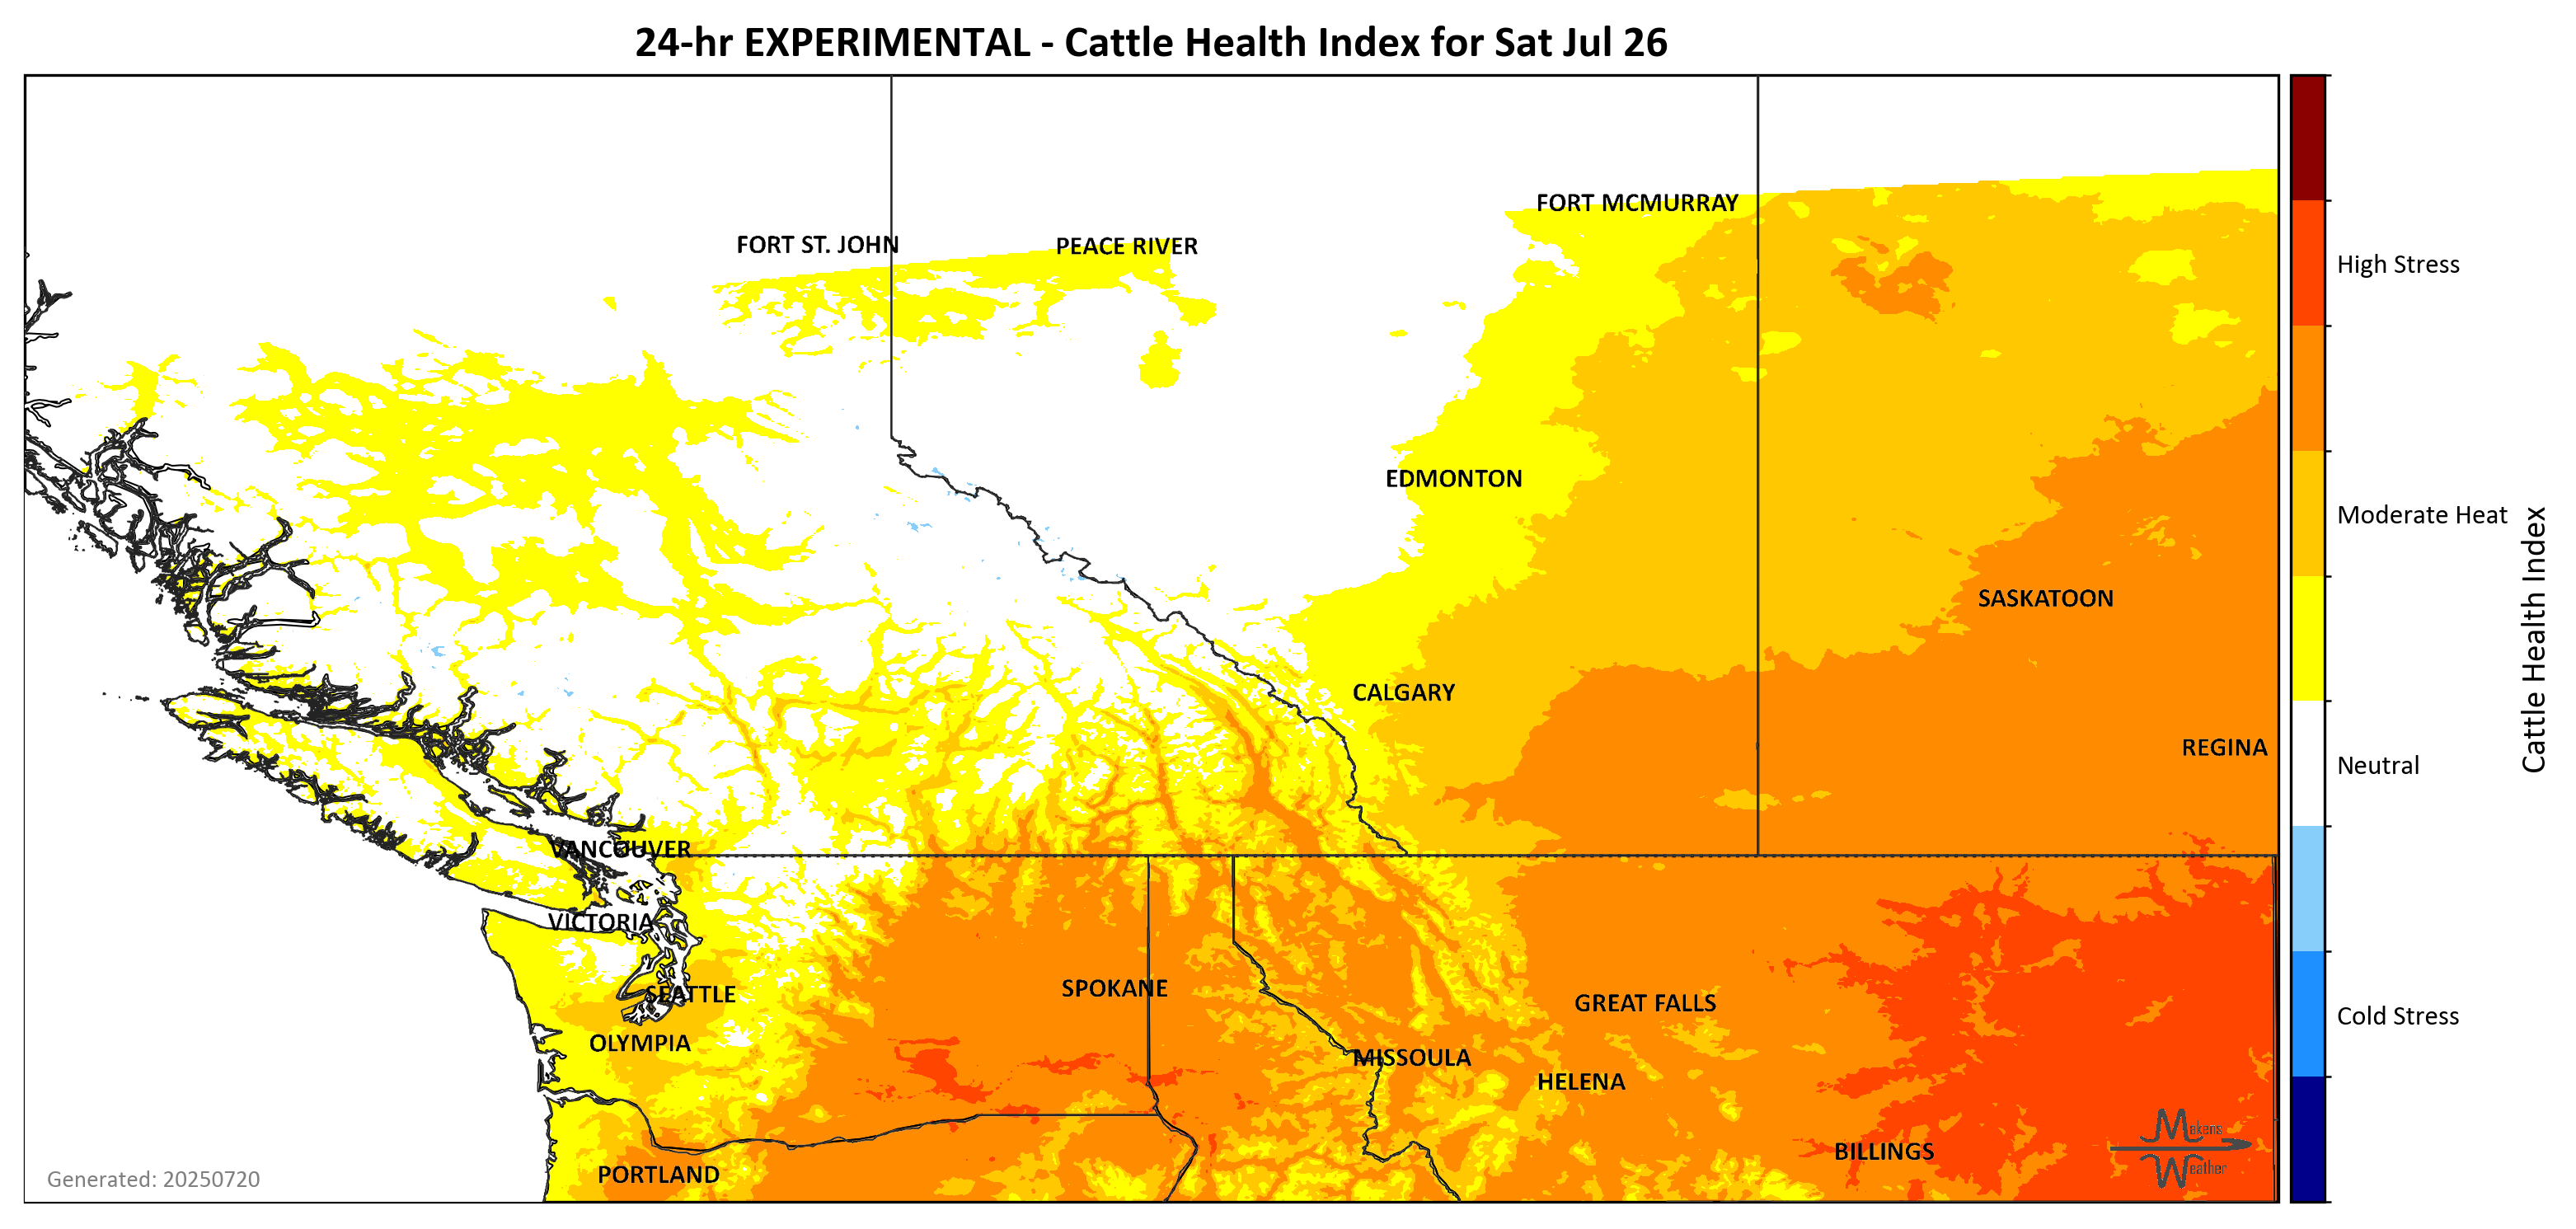 24-hr EXPERIMENTAL - Cattle Health Index for Sat Jul 26
FORT MCMURRAY
FORT ST. JOHN
PEACE RIVER
High Stress
EDMONTON
Moderate Heat
SASKATOON
CALGARY
REGINA
Neutral
Cattle Health Index
VANCOUVER
VICTORIA
SPOKANE
SEATTLE
GREAT FALLS
Cold Stress
OLYMPIA
MISSOULA
HELENA
BILLINGS
Makens
Weather
PORTLAND
Generated: 20250720